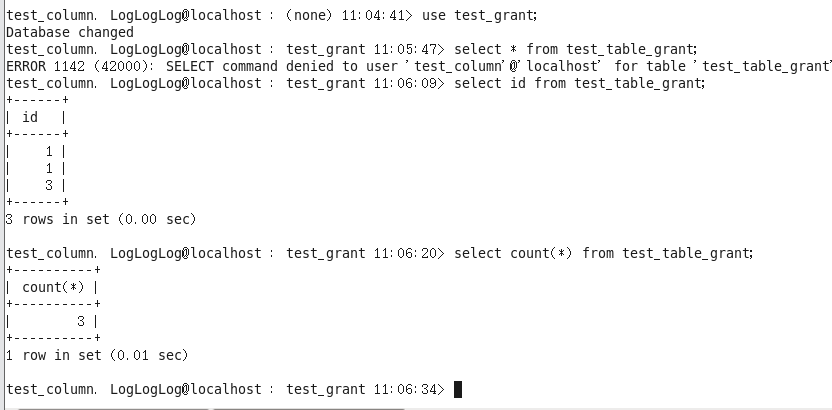 test_column. LogLogLog@localhost : (none) 11:04:41> use test_grant;
Database changed
test_column. LogLogLog@localhost : test_grant 11:05:47> select * from test_table_grant;
ERROR 1142 (42000): SELECT command denied to user 'test_column'@'localhost' for table 'test_table_grant'
test_column. LogLogLog@localhost : test_grant 11:06:09> select id from test_table_grant;
+------+
| id   |
+------+
|    1 |
|    1 |
|    3 |
+------+
3 rows in set (0.00 sec)
test_column. LogLogLog@localhost : test_grant 11:06:20> select count(*) from test_table_grant;
+----------+
| count(*) |
+----------+
|        3 |
+----------+
1 row in set (0.01 sec)
test_column. LogLogLog@localhost : test_grant 11:06:34>